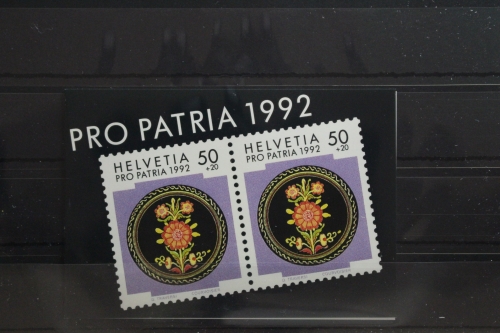 PRO PATRIA 1992
HELVETIA 50
PRO PATRIA 1992 +20
HELVETIA 50
PRO PATRIA 1992 +20